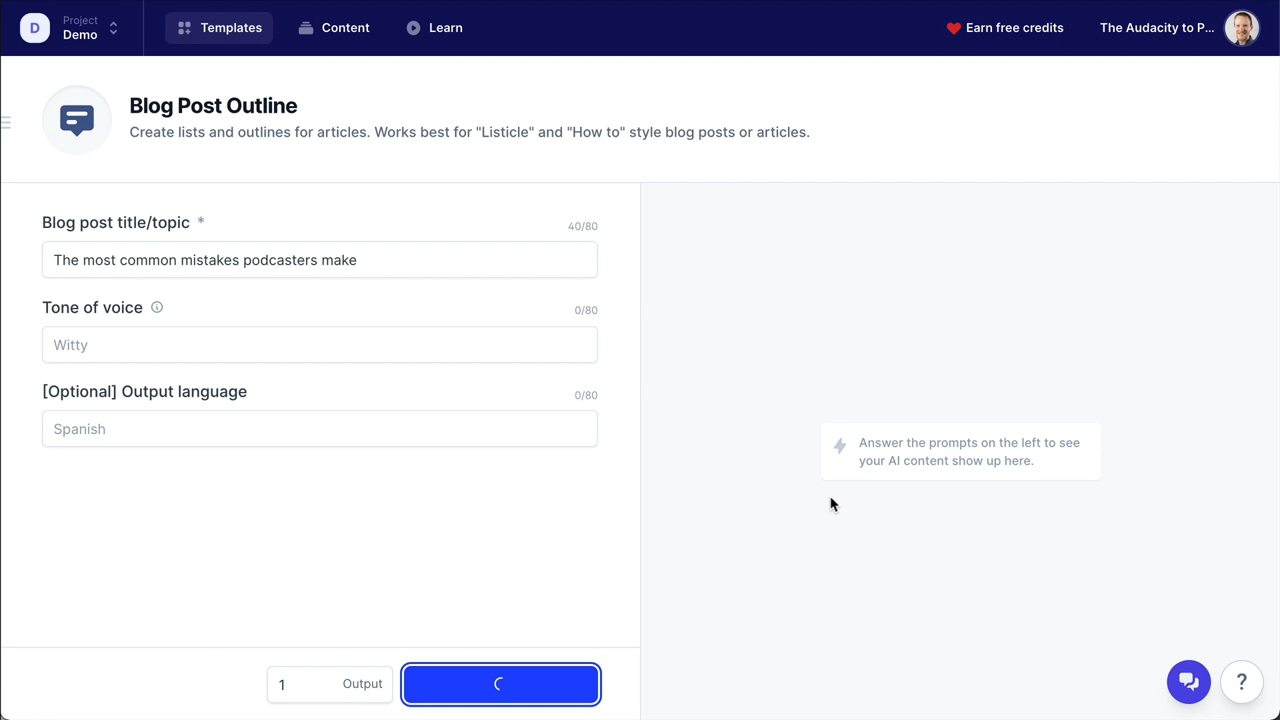 D
Project
Demo
Templates
Content
Learn
Earn free credits
The Audacity to P...
Blog Post Outline
Create lists and outlines for articles. Works best for "Listicle" and "How to" style blog posts or articles.
Blog post title/topic *
40/80
The most common mistakes podcasters make
Tone of voice
0/80
Witty
[Optional] Output language
0/80
Spanish
Answer the prompts on the left to see
your AI content show up here.
1
Output
?